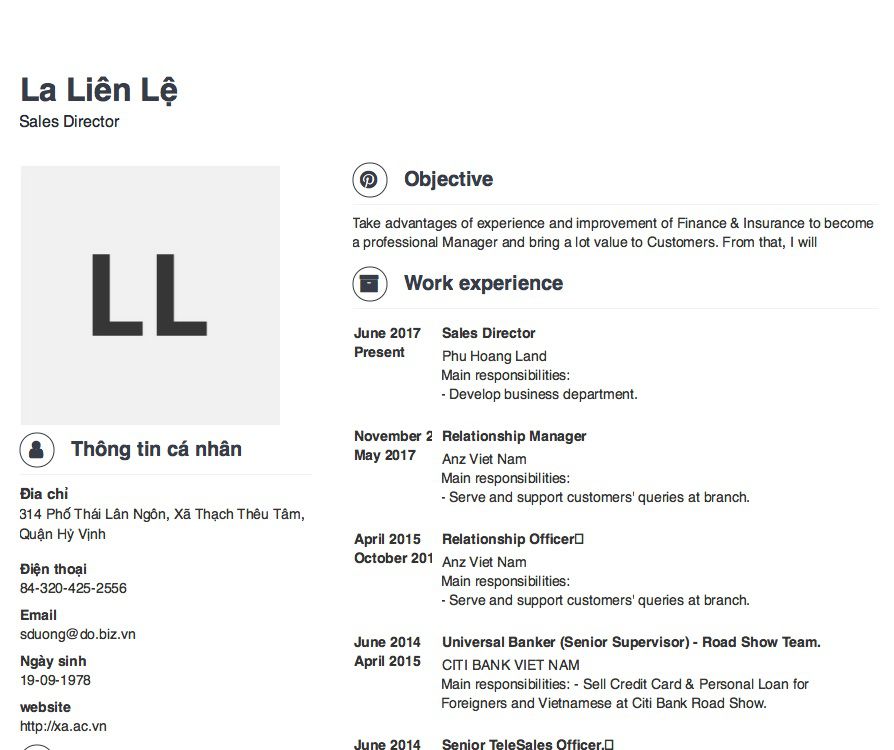 La Liên Lệ
Sales Director
LL
Thông tin cá nhân
Địa chỉ
314 Phố Thái Lân Ngôn, Xã Thạch Thêu Tâm,
Quận Hỷ Vịnh
Điện thoại
84-320-425-2556
Email
sduong@do.biz.vn
Ngày sinh
19-09-1978
website
http://xa.ac.vn
Objective
Take advantages of experience and improvement of Finance & Insurance to become
a professional Manager and bring a lot value to Customers. From that, I will
Work experience
June 2017
Present
Sales Director
Phu Hoang Land
Main responsibilities:
- Develop business department.
November 2
May 2017
Relationship Manager
Anz Viet Nam
Main responsibilities:
- Serve and support customers' queries at branch.
April 2015
October 201
Relationship Officer
Anz Viet Nam
Main responsibilities:
- Serve and support customers' queries at branch.
June 2014
April 2015
Universal Banker (Senior Supervisor) - Road Show Team.
CITI BANK VIET NAM
Main responsibilities: - Sell Credit Card & Personal Loan for
Foreigners and Vietnamese at Citi Bank Road Show.
June 2014
Senior TeleSales Officer.